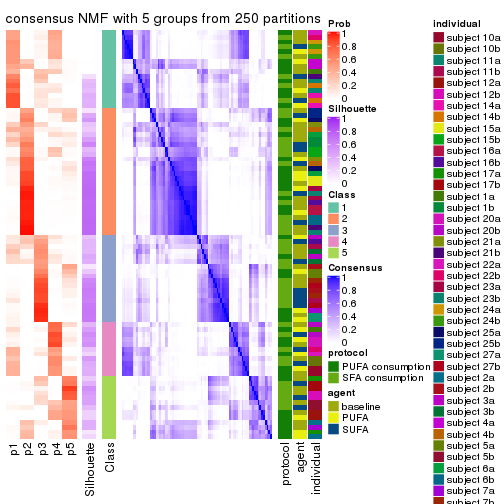 consensus NMF with 5 groups from 250 partitions
p1
p2
p3
p4
p5
Silhouette
Class
protocol
agent
individual
Prob
1
0.8
0.6
0.4
0.2
0
Silhouette
1
0.8
0.6
0.4
0.2
0
Class
1
2
3
4
5
Consensus
1
0.8
0.6
0.4
0.2
0
protocol
PUFA consumption
SFA consumption
agent
baseline
PUFA
SUFA
individual
subject 10a
subject 10b
subject 11a
subject 11b
subject 12a
subject 12b
subject 14a
subject 14b
subject 15a
subject 15b
subject 16a
subject 16b
subject 17a
subject 17b
subject 1a
subject 1b
subject 20a
subject 20b
subject 21a
subject 21b
subject 22a
subject 22b
subject 23a
subject 23b
subject 24a
subject 24b
subject 25a
subject 25b
subject 27a
subject 27b
subject 2a
subject 2b
subject 3a
subject 3b
subject 4a
subject 4b
subject 5a
subject 5b
subject 6a
subject 6b
subject 7a
subject 7b